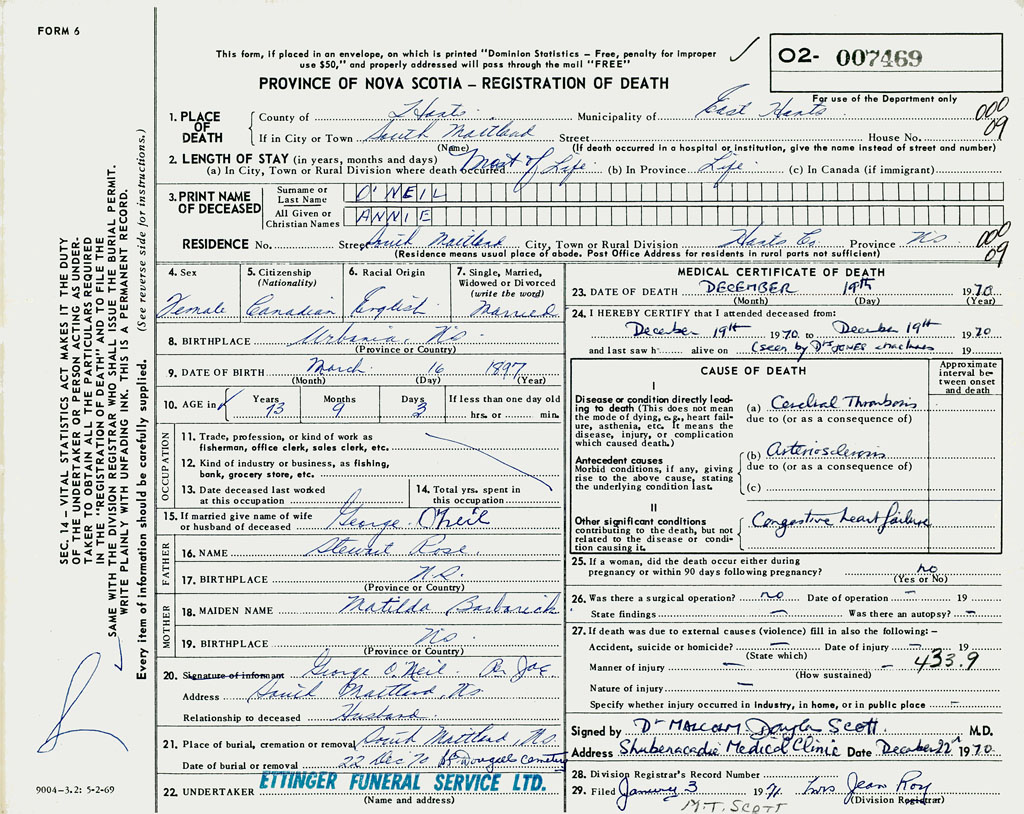 FORM 6
This form, if placed in an envelope, on which is printed "Dominion Statistics – Free, penalty for improper
use $50," and properly addressed will pass through the mail "FREE"
02- 007469
For use of the Department only
PROVINCE OF NOVA SCOTIA – REGISTRATION OF DEATH
1. PLACE OF DEATH
County of Hants Municipality of East Hants 000
If in City or Town South Maitland Street House No. 09
(Name) (If death occurred in a hospital or institution, give the name instead of street and number)
2. LENGTH OF STAY (in years, months and days)
(a) In City, Town or Rural Division where death occurred Most of Life (b) In Province Life (c) In Canada (if immigrant)
3. PRINT NAME OF DECEASED
Surname or Last Name O'NEIL
All Given or Christian Names ANNIE
RESIDENCE No. Street South Maitland City, Town or Rural Division Hants Co. Province NS 000
(Residence means usual place of abode. Post Office Address for residents in rural parts not sufficient) 09
4. Sex Female
5. Citizenship (Nationality) Canadian
6. Racial Origin English
7. Single, Married, Widowed or Divorced (write the word) Married
8. BIRTHPLACE Urbania, NS
(Province or Country)
9. DATE OF BIRTH March 16 1897
(Month) (Day) (Year)
10. AGE in Years 73 Months 9 Days 3 If less than one day old
hrs. or min.
OCCUPATION
11. Trade, profession, or kind of work as
fisherman, office clerk, sales clerk, etc.
12. Kind of industry or business, as fishing,
bank, grocery store, etc.
13. Date deceased last worked
at this occupation
14. Total yrs. spent in
this occupation
15. If married give name of wife
or husband of deceased George O'Neil
FATHER
16. NAME Stewart Rose
17. BIRTHPLACE N.S.
(Province or Country)
MOTHER
18. MAIDEN NAME Matilda Barbarick
19. BIRTHPLACE NS
(Province or Country)
20. Signature of informant George O'Neil
Address South Maitland, NS
Relationship to deceased Husband
21. Place of burial, cremation or removal South Maitland, NS.
Date of burial or removal 22 Dec 70 Cemetery
22. UNDERTAKER ETTINGER FUNERAL SERVICE LTD.
(Name and address)
MEDICAL CERTIFICATE OF DEATH
23. DATE OF DEATH DECEMBER 19th 1970
(Month) (Day) (Year)
24. I HEREBY CERTIFY that I attended deceased from:
December 19th 1970 to December 19th 1970
and last saw h alive on (seen by Drs JONES 19
CAUSE OF DEATH
Approximate interval between onset and death
I
Disease or condition directly leading to death (This does not mean the mode of dying, e.g., heart failure, asthenia, etc. It means the disease, injury, or complication which caused death.)
(a) Cerebral Thrombosis
due to (or as a consequence of)
Antecedent causes
Morbid conditions, if any, giving rise to the above cause, stating the underlying condition last.
(b) Arteriosclerosis
due to (or as a consequence of)
(c)
II
Other significant conditions
contributing to the death, but not related to the disease or condition causing it.
Congestive heart failure
25. If a woman, did the death occur either during
pregnancy or within 90 days following pregnancy? no
(Yes or No)
26. Was there a surgical operation? no Date of operation – 19
State findings Was there an autopsy? –
27. If death was due to external causes (violence) fill in also the following: –
Accident, suicide or homicide? – Date of injury – 19
(State which)
Manner of injury – – 433.9
(How sustained)
Nature of injury –
Specify whether injury occurred in industry, in home, or in public place –
Signed by Dr MALCOLM Scott M.D.
Address Shubenacadie Medical Clinic Date December 22 1970
28. Division Registrar's Record Number
29. Filed January 3 1971 Mrs Jean Roy
(Division Registrar)
M.T. SCOTT
9004–3.2: 5-2-69
SEC. 14 – VITAL STATISTICS ACT MAKES IT THE DUTY
OF THE UNDERTAKER OR PERSON ACTING AS UNDER-
TAKER TO OBTAIN ALL THE PARTICULARS REQUIRED
IN THE "REGISTRATION OF DEATH" AND TO FILE THE
SAME WITH THE DIVISION REGISTRAR WHO SHALL ISSUE THE BURIAL PERMIT.
WRITE PLAINLY WITH UNFADING INK. THIS IS A PERMANENT RECORD.
Every item of information should be carefully supplied. (See reverse side for instructions.)